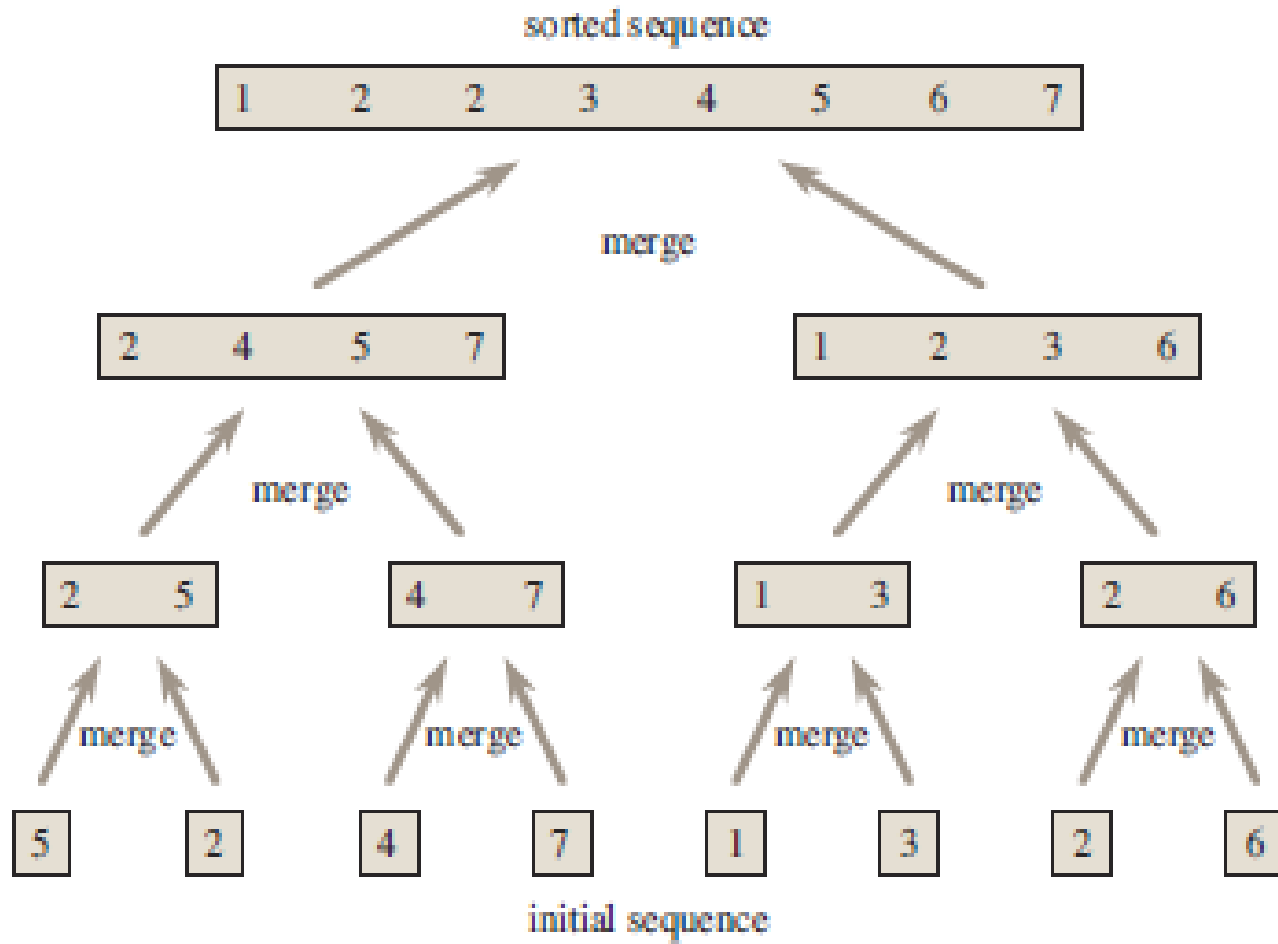 sorted sequence
1 2 2 3 4 5 6 7
merge
2 4 5 7
1 2 3 6
merge
merge
2 5
4 7
1 3
2 6
merge
merge
merge
merge
5
2
4
7
1
3
2
6
initial sequence